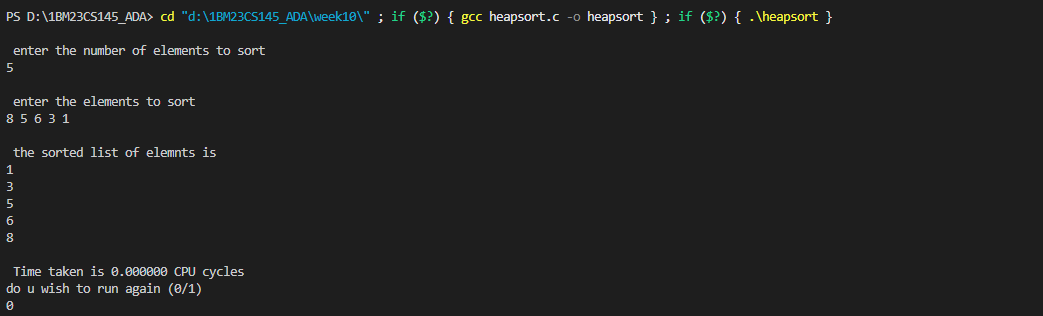 PS D:\1BM23CS145_ADA> cd "d:\1BM23CS145_ADA\week10\" ; if ($?) { gcc heapsort.c -o heapsort } ; if ($?) { .\heapsort }
enter the number of elements to sort
5
enter the elements to sort
8 5 6 3 1
the sorted list of elemnts is
1
3
5
6
8
Time taken is 0.000000 CPU cycles
do u wish to run again (0/1)
0